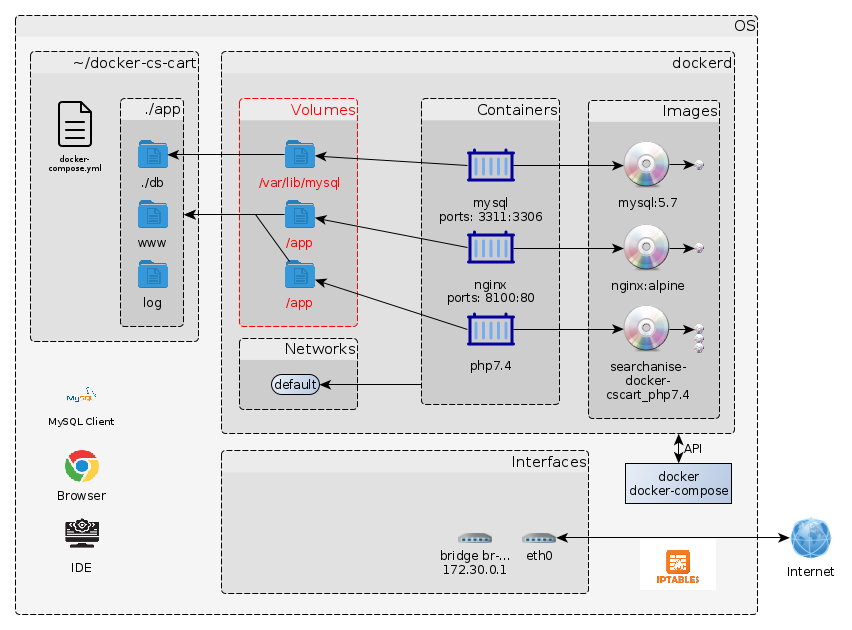 OS
~/docker-cs-cart
docker-
compose.yml
./app
./db
www
log
dockerd
Volumes
/var/lib/mysql
/app
/app
Networks
default
Containers
mysql
ports: 3311:3306
nginx
ports: 8100:80
php7.4
Images
mysql:5.7
nginx:alpine
searchanise-
docker-
cscart_php7.4
API
docker
docker-compose
MySQL
MySQL Client
Browser
IDE
Interfaces
bridge br-...
172.30.0.1
eth0
IPTABLES
Internet